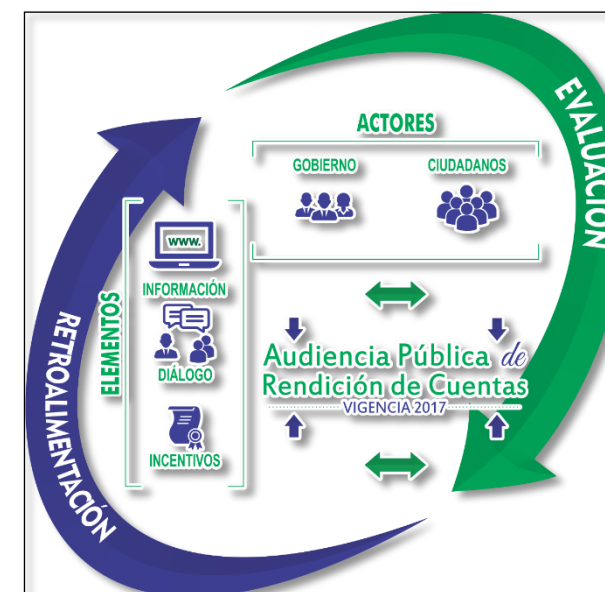 EVALUACIÓN
ACTORES
GOBIERNO
CIUDADANOS
ELEMENTOS
www.
INFORMACIÓN
DIÁLOGO
INCENTIVOS
Audiencia Pública de
Rendición de Cuentas
VIGENCIA 2017
RETROALIMENTACIÓN